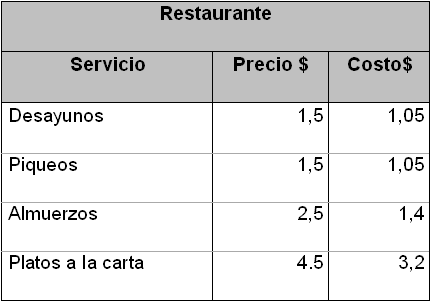 Restaurante
Servicio Precio $ Costo$
Desayunos 1,5 1,05
Piqueos 1,5 1,05
Almuerzos 2,5 1,4
Platos a la carta 4.5 3,2